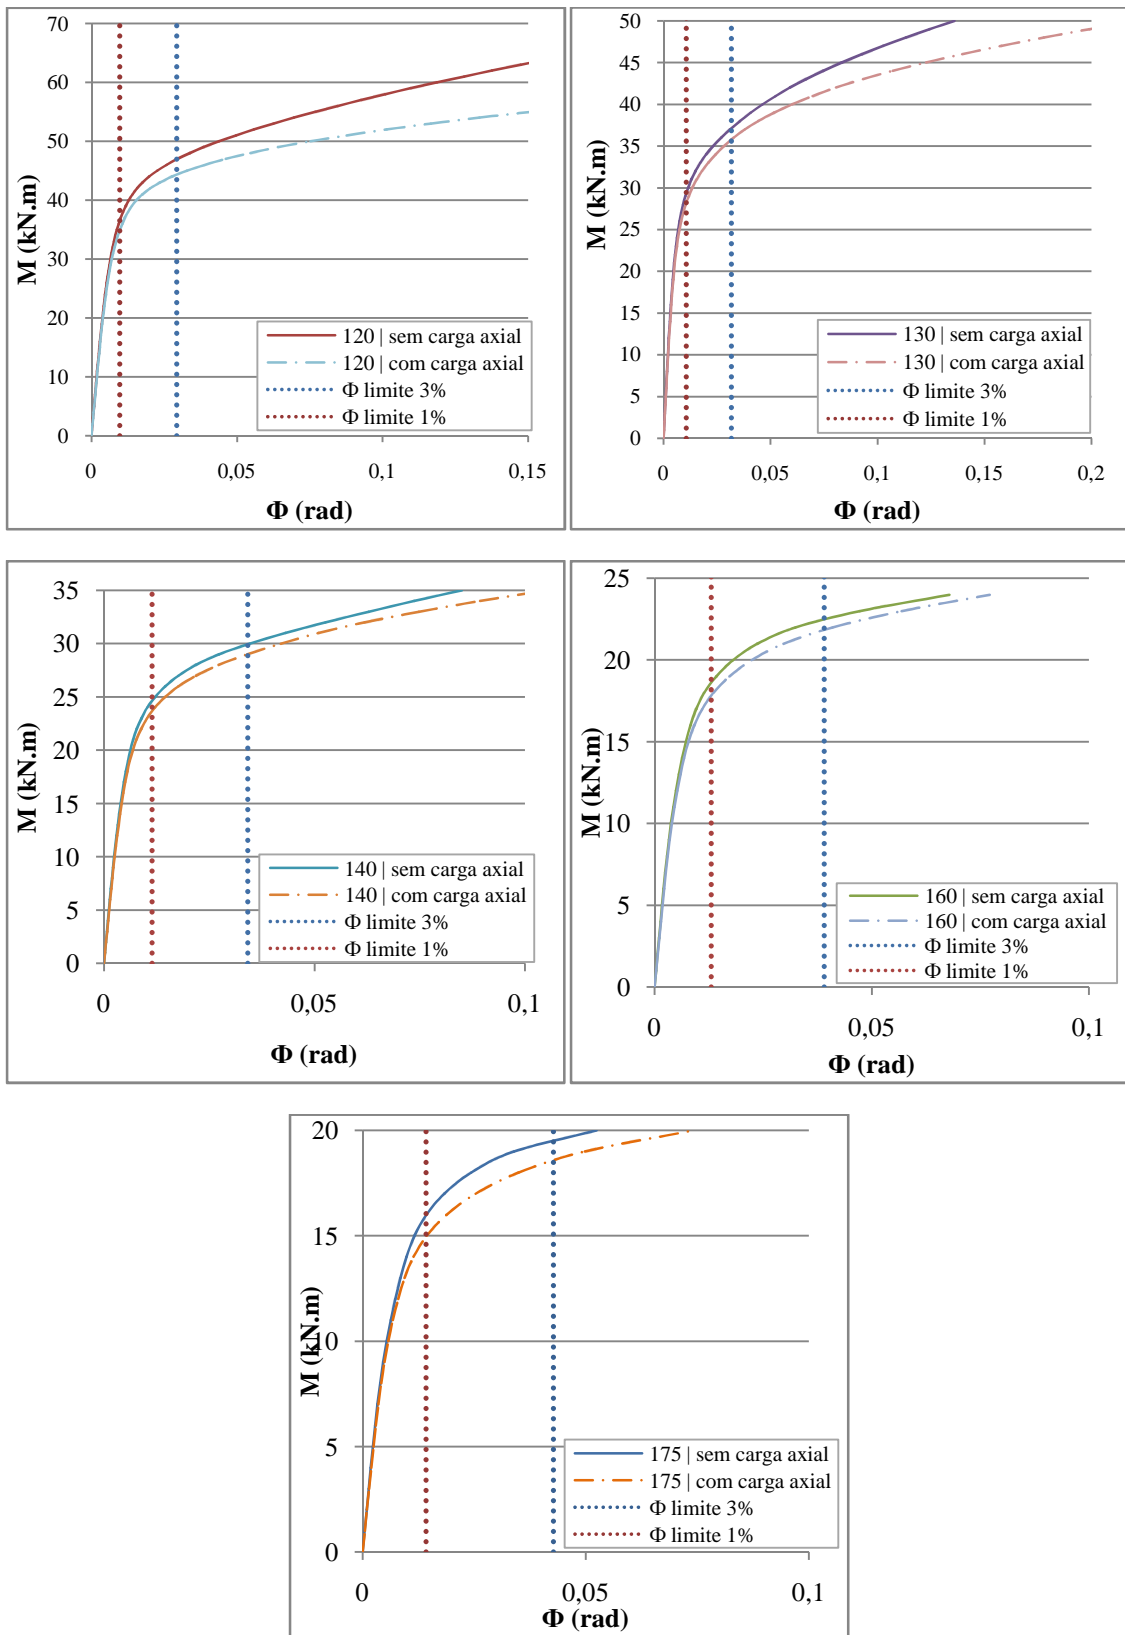 70
60
50
40
30
20
10
0
M (kN.m)
120 | sem carga axial
120 | com carga axial
Φ limite 3%
Φ limite 1%
0 0,05 0,1 0,15
Φ (rad)
50
45
40
35
30
25
20
15
10
5
0
M (kN.m)
130 | sem carga axial
130 | com carga axial
Φ limite 3%
Φ limite 1%
0 0,05 0,1 0,15 0,2
Φ (rad)
35
30
25
20
15
10
5
0
M (kN.m)
140 | sem carga axial
140 | com carga axial
Φ limite 3%
Φ limite 1%
0 0,05 0,1
Φ (rad)
25
20
15
10
5
0
M (kN.m)
160 | sem carga axial
160 | com carga axial
Φ limite 3%
Φ limite 1%
0 0,05 0,1
Φ (rad)
20
15
10
5
0
M (kN.m)
175 | sem carga axial
175 | com carga axial
Φ limite 3%
Φ limite 1%
0 0,05 0,1
Φ (rad)